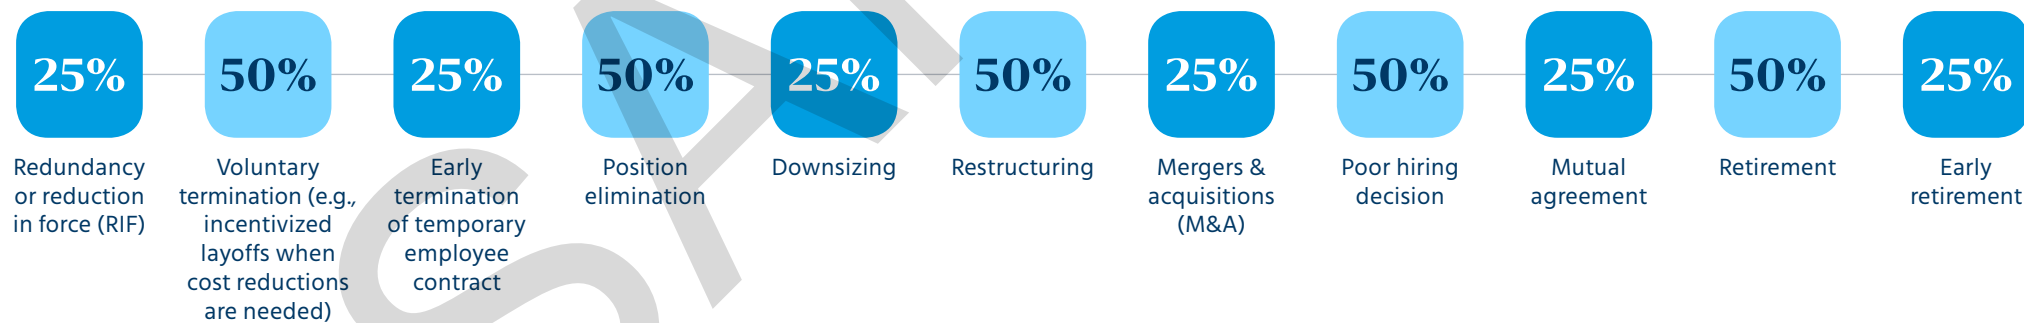 25%
50%
25%
50%
25%
50%
25%
50%
25%
50%
25%
Redundancy
or reduction
in force (RIF)
Voluntary
termination (e.g.,
incentivized
layoffs when
cost reductions
are needed)
Early
termination
of temporary
employee
contract
Position
elimination
Downsizing
Restructuring
Mergers &
acquisitions
(M&A)
Poor hiring
decision
Mutual
agreement
Retirement
Early
retirement